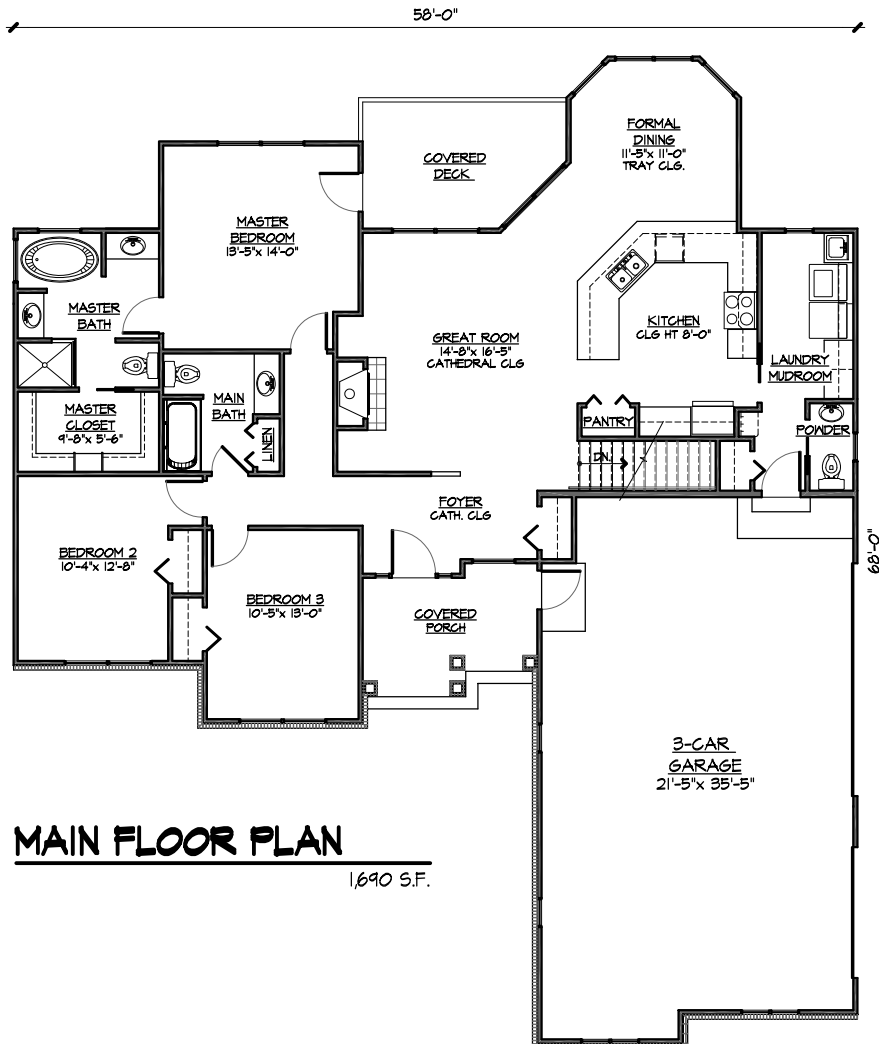 58'-0"
FORMAL
DINING
11'-5"x 11'-0"
TRAY CLG.
COVERED
DECK
MASTER
BEDROOM
13'-5"x 14'-0"
MASTER
BATH
KITCHEN
CLG HT 8'-0"
GREAT ROOM
14'-8"x 16'-5"
CATHEDRAL CLG
LAUNDRY
MUDROOM
MAIN
BATH
MASTER
CLOSET
9'-8"x 5'-6"
LINEN
PANTRY
POWDER
DN.
FOYER
CATH. CLG
BEDROOM 2
10'-4"x 12'-8"
68'-0"
BEDROOM 3
10'-5"x 13'-0"
COVERED
PORCH
3-CAR
GARAGE
21'-5"x 35'-5"
MAIN FLOOR PLAN
1,690 S.F.